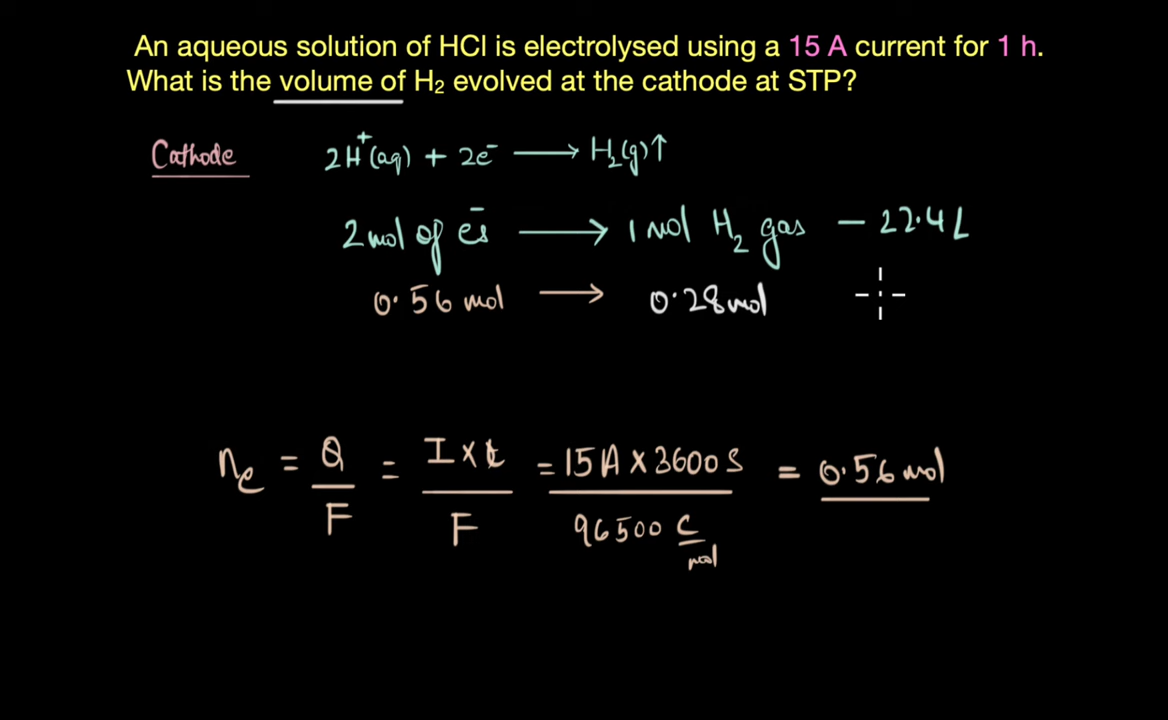 An aqueous solution of HCl is electrolysed using a 15 A current for 1 h.
What is the volume of H₂ evolved at the cathode at STP?
Cathode 2H⁺(aq) + 2e⁻ ⟶ H₂(g)↑
2 mol of es⁻ ⟶ 1 mol H₂ gas – 22.4 L
0.56 mol ⟶ 0.28 mol
nₑ = Q/F = I × t/F = 15A × 3600 s/96500 C/mol = 0.56 mol